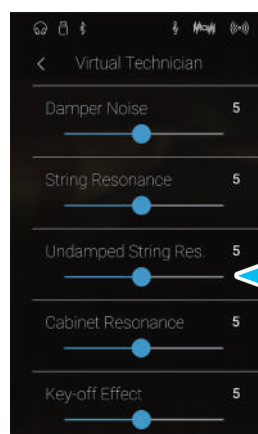 < Virtual Technician
Damper Noise 5
String Resonance 5
Undamped String Res. 5
Cabinet Resonance 5
Key-off Effect 5